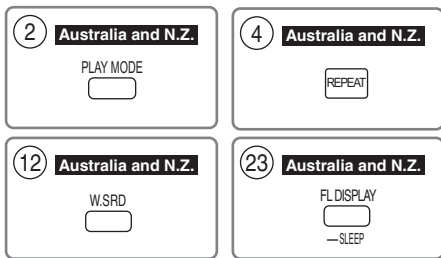 2 Australia and N.Z.
PLAY MODE
4 Australia and N.Z.
REPEAT
12 Australia and N.Z.
W.SRD
23 Australia and N.Z.
FL DISPLAY
—SLEEP